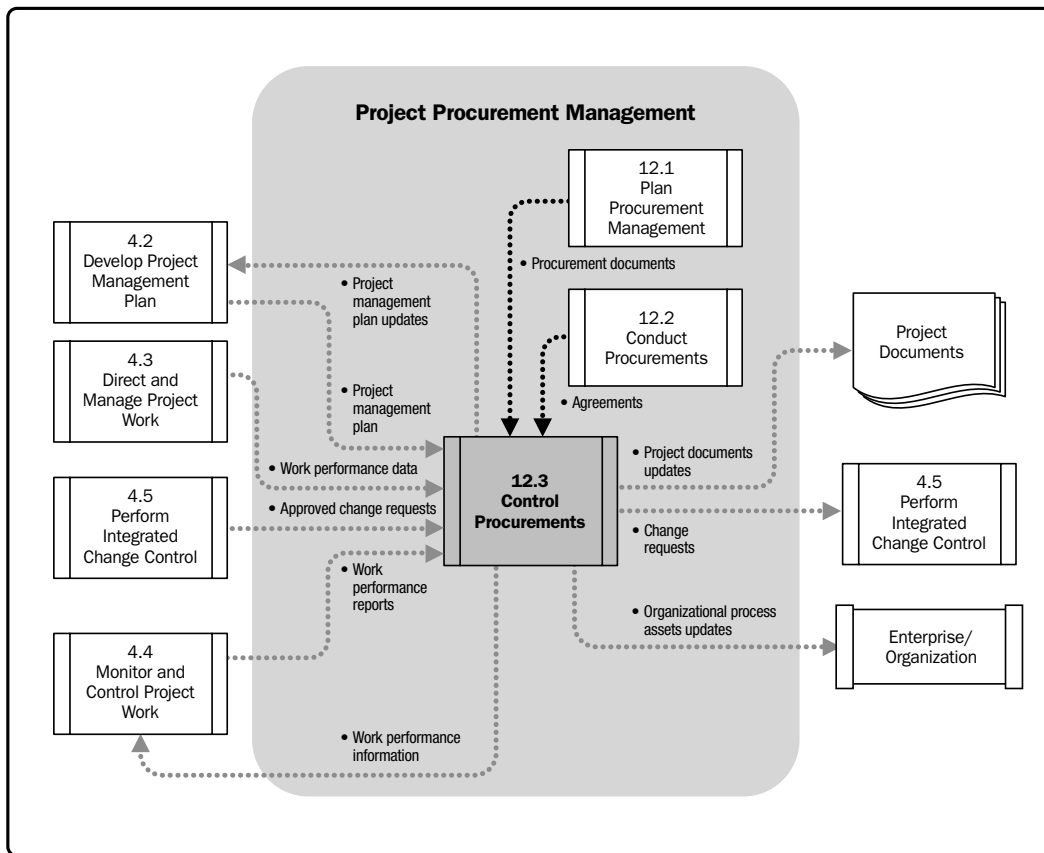 Project Procurement Management
12.1
Plan
Procurement
Management
4.2
Develop Project
Management
Plan
• Procurement documents
• Project
management
plan updates
12.2
Conduct
Procurements
Project
Documents
4.3
Direct and
Manage Project
Work
• Project
management
plan
• Agreements
• Work performance data
• Project documents
updates
12.3
Control
Procurements
4.5
Perform
Integrated
Change Control
• Approved change requests
4.5
Perform
Integrated
Change Control
• Change
requests
• Work
performance
reports
• Organizational process
assets updates
Enterprise/
Organization
4.4
Monitor and
Control Project
Work
• Work performance
information